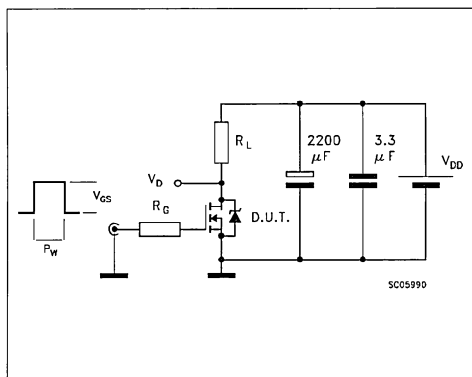 R_L
2200 μF
3.3 μF
V_DD
V_D
V_GS
R_G
D.U.T.
P_W
SC05990